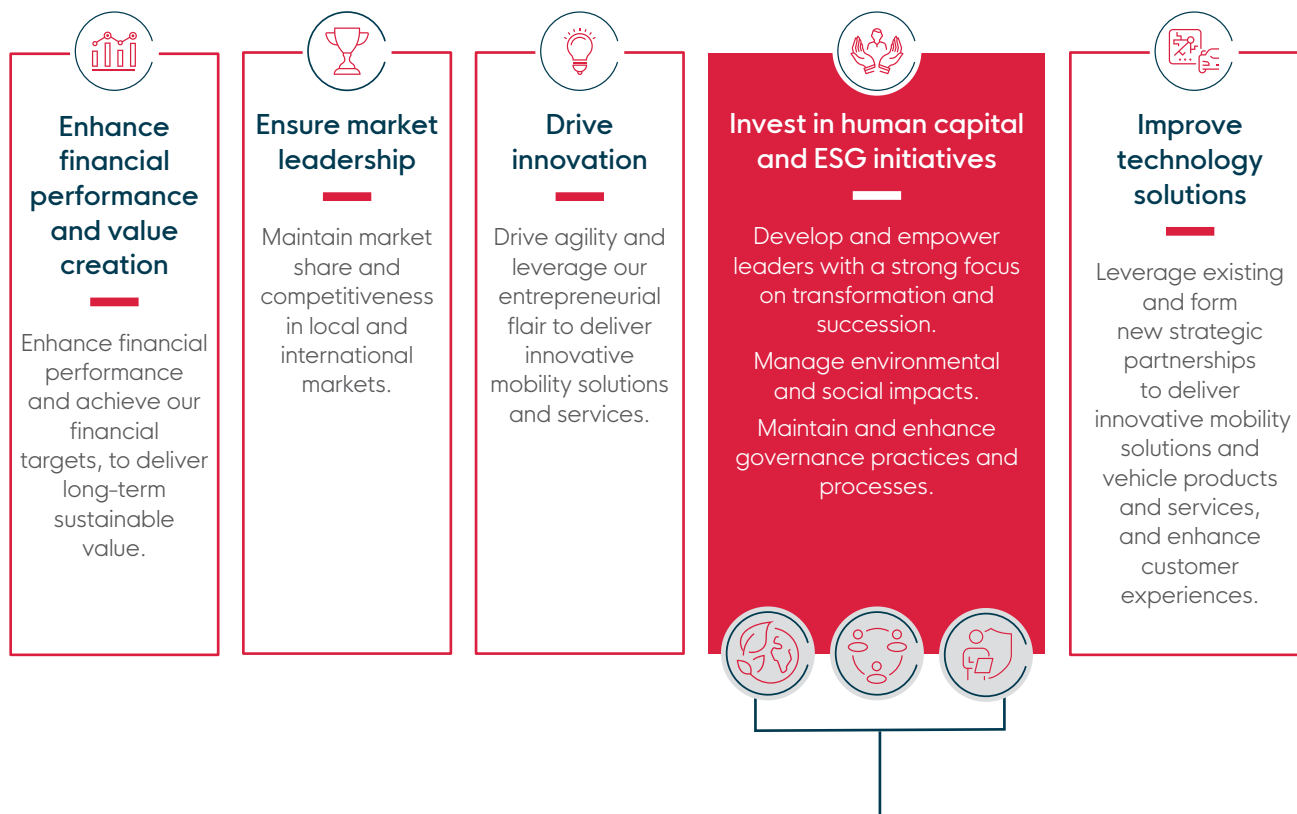 Enhance
financial
performance
and value
creation
Enhance financial
performance
and achieve our
financial
targets, to deliver
long-term
sustainable
value.
Ensure market
leadership
Maintain market
share and
competitiveness
in local and
international
markets.
Drive
innovation
Drive agility and
leverage our
entrepreneurial
flair to deliver
innovative
mobility solutions
and services.
Invest in human capital
and ESG initiatives
Develop and empower
leaders with a strong focus
on transformation and
succession.
Manage environmental
and social impacts.
Maintain and enhance
governance practices and
processes.
Improve
technology
solutions
Leverage existing
and form
new strategic
partnerships
to deliver
innovative mobility
solutions and
vehicle products
and services,
and enhance
customer
experiences.